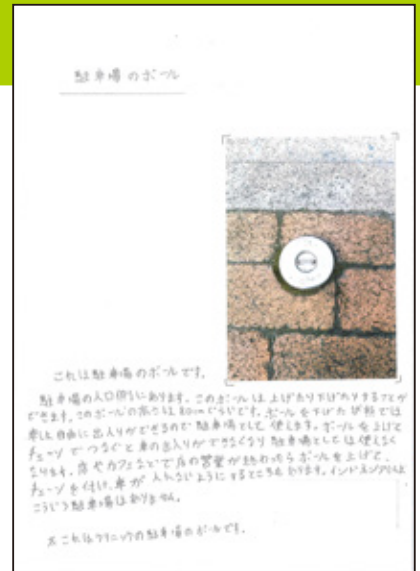 駐車場のポール
これは駐車場のポールです。
駐車場の入口側にあります。このポールは上げたり下げたりすることが
できます。このポールの高さは80cmぐらいです。ポールを下げた状態では
車は自由に出入りができるので駐車場として使えます。ポールを上げて
チェーンでつなぐと車の出入りができなくなり駐車場としては使えなく
なります。店やカフェなどで店の営業が終わったらポールを上げて、
チェーンを付け、車が入れないようにするところもあります。インドネシアには
こういう駐車場はありません。
これはクリニックの駐車場のポールです。